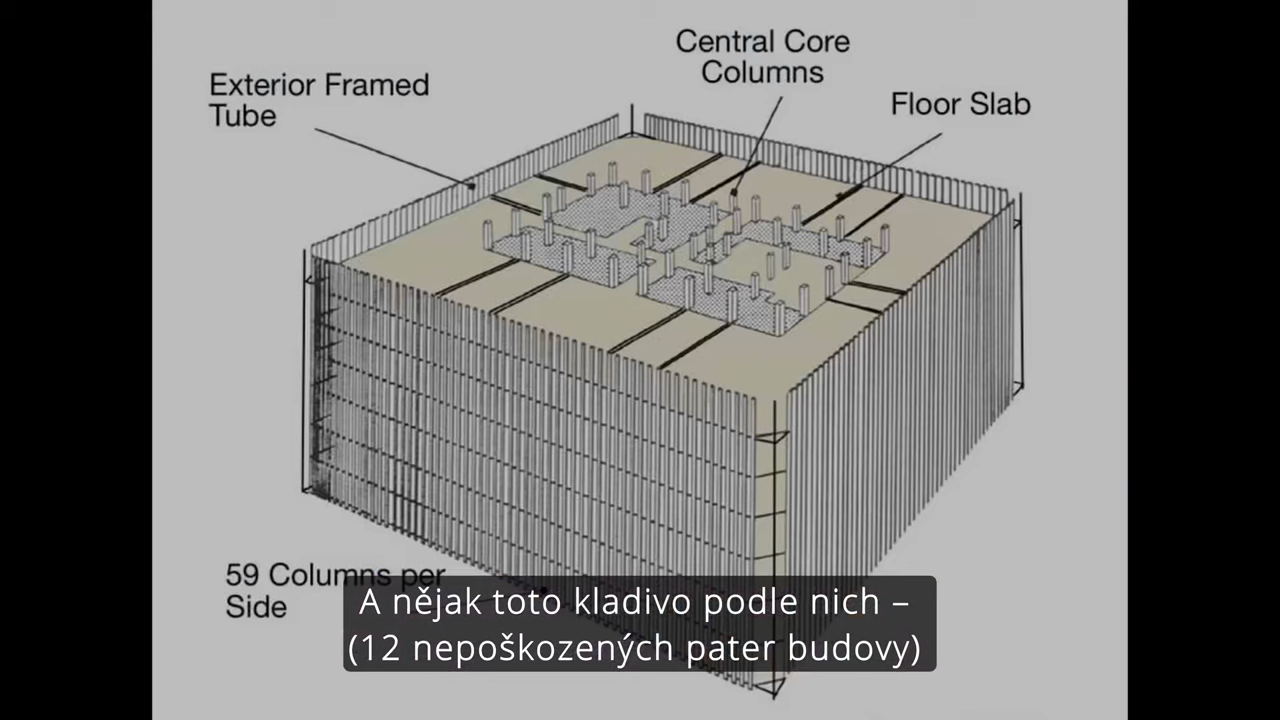 Central Core
Columns
Exterior Framed
Tube
Floor Slab
59 Columns per
Side
A nějak toto kladivo podle nich –
(12 nepoškozených pater budovy)